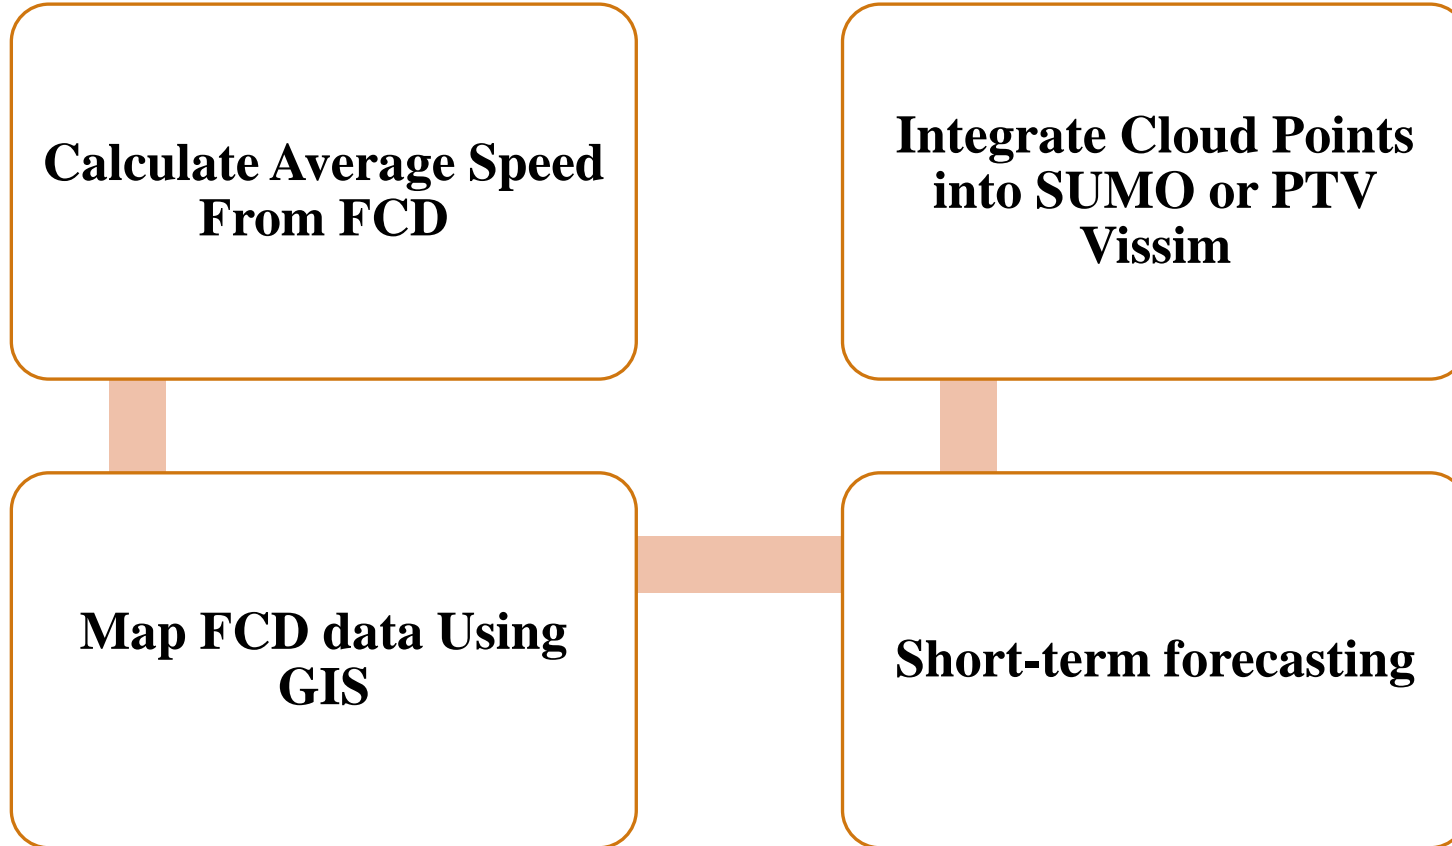 Calculate Average Speed
From FCD
Map FCD data Using
GIS
Short-term forecasting
Integrate Cloud Points
into SUMO or PTV
Vissim